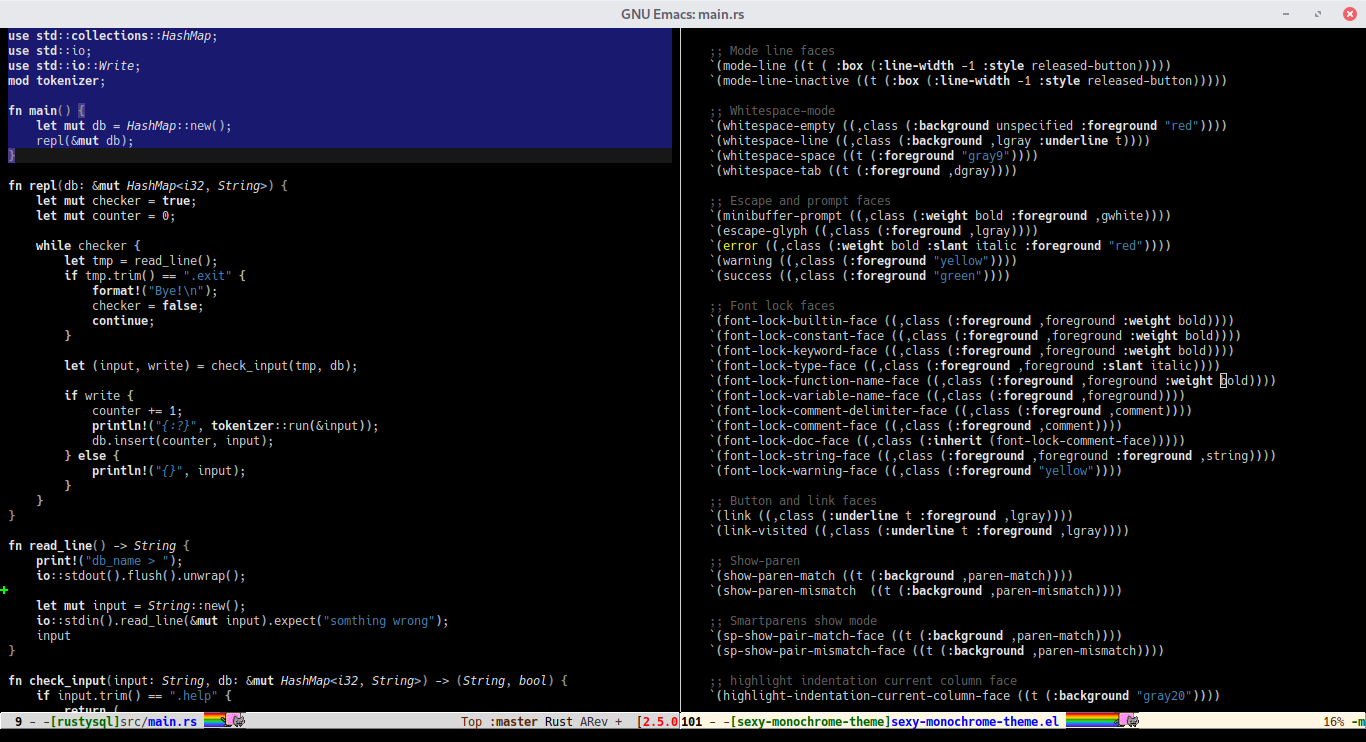 GNU Emacs: main.rs
use std::collections::HashMap;
use std::io;
use std::io::Write;
mod tokenizer;
fn main() {
    let mut db = HashMap::new();
    repl(&mut db);
}
fn repl(db: &mut HashMap<i32, String>) {
    let mut checker = true;
    let mut counter = 0;
    while checker {
        let tmp = read_line();
        if tmp.trim() == ".exit" {
            format!("Bye!\n");
            checker = false;
            continue;
        }
        let (input, write) = check_input(tmp, db);
        if write {
            counter += 1;
            println!("{:?}", tokenizer::run(&input));
            db.insert(counter, input);
        } else {
            println!("{}", input);
        }
    }
}
fn read_line() -> String {
    print!("db_name > ");
    io::stdout().flush().unwrap();
+
    let mut input = String::new();
    io::stdin().read_line(&mut input).expect("somthing wrong");
    input
}
fn check_input(input: String, db: &mut HashMap<i32, String>) -> (String, bool) {
    if input.trim() == ".help" {
        return (
9 - -[rustysql]src/main.rs Top :master Rust ARev + [2.5.0
;; Mode line faces
`(mode-line ((t ( :box (:line-width -1 :style released-button)))))
`(mode-line-inactive ((t (:box (:line-width -1 :style released-button)))))
;; Whitespace-mode
`(whitespace-empty ((,class (:background unspecified :foreground "red"))))
`(whitespace-line ((,class (:background ,lgray :underline t))))
`(whitespace-space ((t (:foreground "gray9"))))
`(whitespace-tab ((t (:foreground ,dgray))))
;; Escape and prompt faces
`(minibuffer-prompt ((,class (:weight bold :foreground ,gwhite))))
`(escape-glyph ((,class (:foreground ,lgray))))
`(error ((,class (:weight bold :slant italic :foreground "red"))))
`(warning ((,class (:foreground "yellow"))))
`(success ((,class (:foreground "green"))))
;; Font lock faces
`(font-lock-builtin-face ((,class (:foreground ,foreground :weight bold))))
`(font-lock-constant-face ((,class (:foreground ,foreground :weight bold))))
`(font-lock-keyword-face ((,class (:foreground ,foreground :weight bold))))
`(font-lock-type-face ((,class (:foreground ,foreground :slant italic))))
`(font-lock-function-name-face ((,class (:foreground ,foreground :weight bold))))
`(font-lock-variable-name-face ((,class (:foreground ,foreground))))
`(font-lock-comment-delimiter-face ((,class (:foreground ,comment))))
`(font-lock-comment-face ((,class (:foreground ,comment))))
`(font-lock-doc-face ((,class (:inherit (font-lock-comment-face)))))
`(font-lock-string-face ((,class (:foreground ,foreground :foreground ,string))))
`(font-lock-warning-face ((,class (:foreground "yellow"))))
;; Button and link faces
`(link ((,class (:underline t :foreground ,lgray))))
`(link-visited ((,class (:underline t :foreground ,lgray))))
;; Show-paren
`(show-paren-match ((t (:background ,paren-match))))
`(show-paren-mismatch  ((t (:background ,paren-mismatch))))
;; Smartparens show mode
`(sp-show-pair-match-face ((t (:background ,paren-match))))
`(sp-show-pair-mismatch-face ((t (:background ,paren-mismatch))))
;; highlight indentation current column face
`(highlight-indentation-current-column-face ((t (:background "gray20"))))
101 - -[sexy-monochrome-theme]sexy-monochrome-theme.el 16% -m